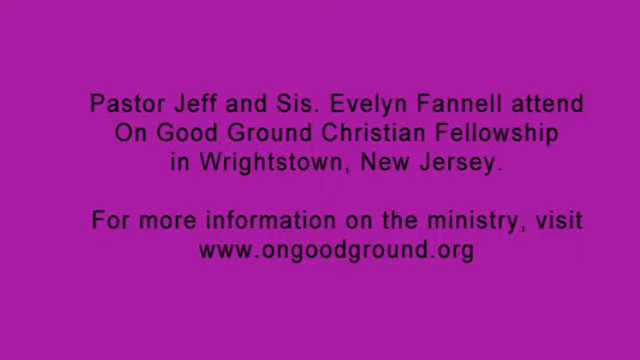 Pastor Jeff and Sis. Evelyn Fannell attend
On Good Ground Christian Fellowship
in Wrightstown, New Jersey.
For more information on the ministry, visit
www.ongoodground.org